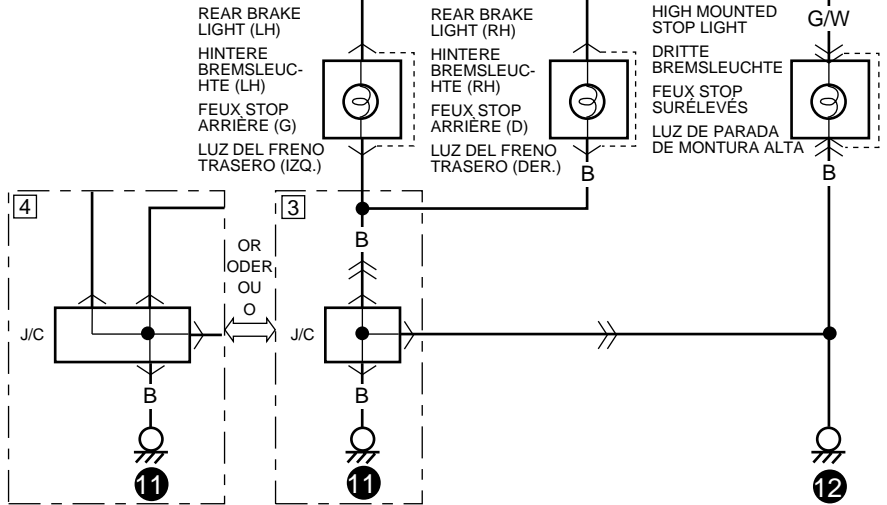 REAR BRAKE
LIGHT (LH)
HINTERE
BREMSLEUC-
HTE (LH)
FEUX STOP
ARRIÈRE (G)
LUZ DEL FRENO
TRASERO (IZQ.)
REAR BRAKE
LIGHT (RH)
HINTERE
BREMSLEUC-
HTE (RH)
FEUX STOP
ARRIÈRE (D)
LUZ DEL FRENO
TRASERO (DER.)
B
HIGH MOUNTED
STOP LIGHT
DRITTE
BREMSLEUCHTE
FEUX STOP
SURÉLEVÉS
LUZ DE PARADA
DE MONTURA ALTA
G/W
B
4
J/C
B
11
OR
ODER
OU
O
3
B
J/C
B
11
12